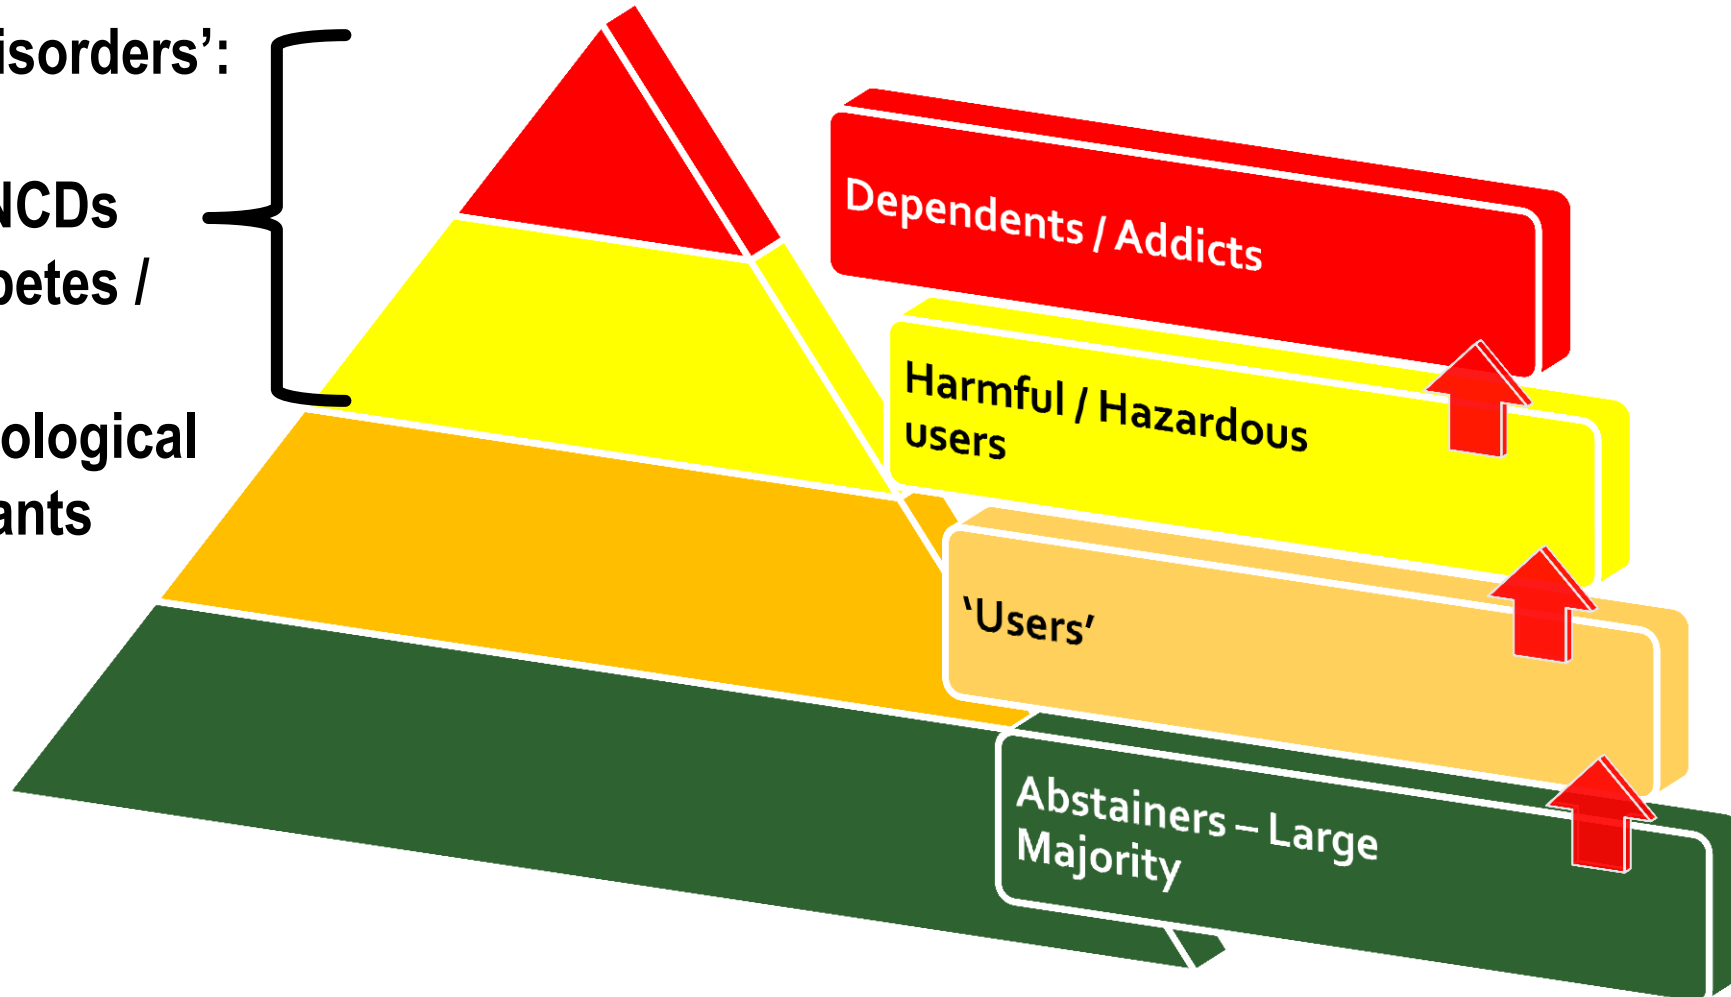 isorders’:
NCDs
betes /
ological
ants
Dependents / Addicts
Harmful / Hazardous
users
‘Users’
Abstainers – Large
Majority